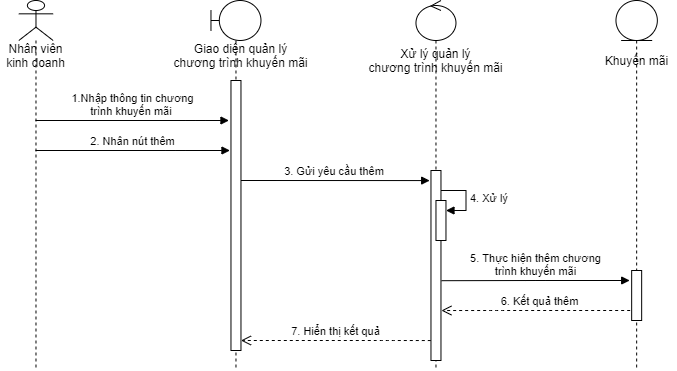 Nhân viên
kinh doanh
Giao diện quản lý
chương trình khuyến mãi
Xử lý quản lý
chương trình khuyến mãi
Khuyến mãi
1.Nhập thông tin chương
trình khuyến mãi
2. Nhấn nút thêm
3. Gửi yêu cầu thêm
4. Xử lý
5. Thực hiện thêm chương
trình khuyến mãi
6. Kết quả thêm
7. Hiển thị kết quả